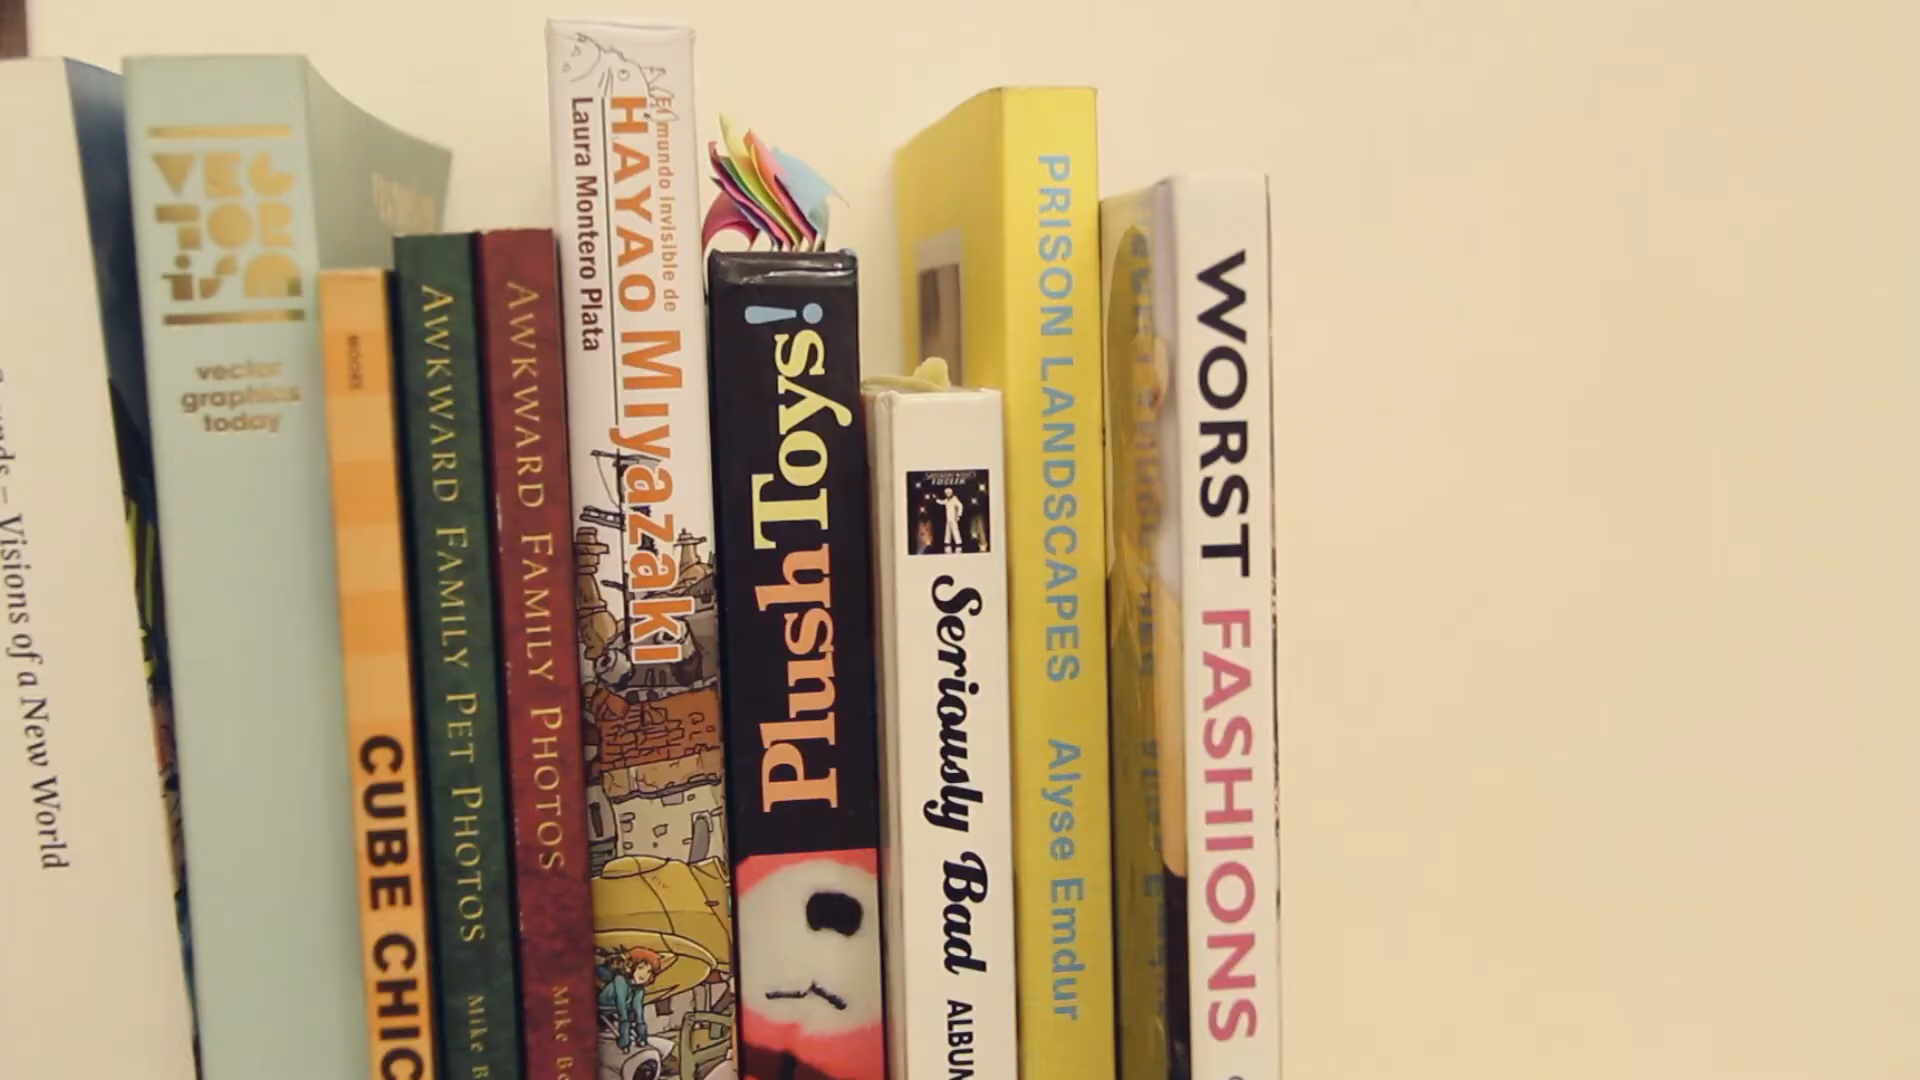 Visions of a New World
VEC
TOR
isM
vector
graphics
today
CUBE CHIC
AWKWARD FAMILY PET PHOTOS
Mike B
AWKWARD FAMILY PHOTOS
Mike Be
El mundo invisible de
HAYAO MIyazaKI
Laura Montero Plata
PlushToys!
Seriously Bad ALBUM
PRISON LANDSCAPES Alyse Emdur
WORST FASHIONS